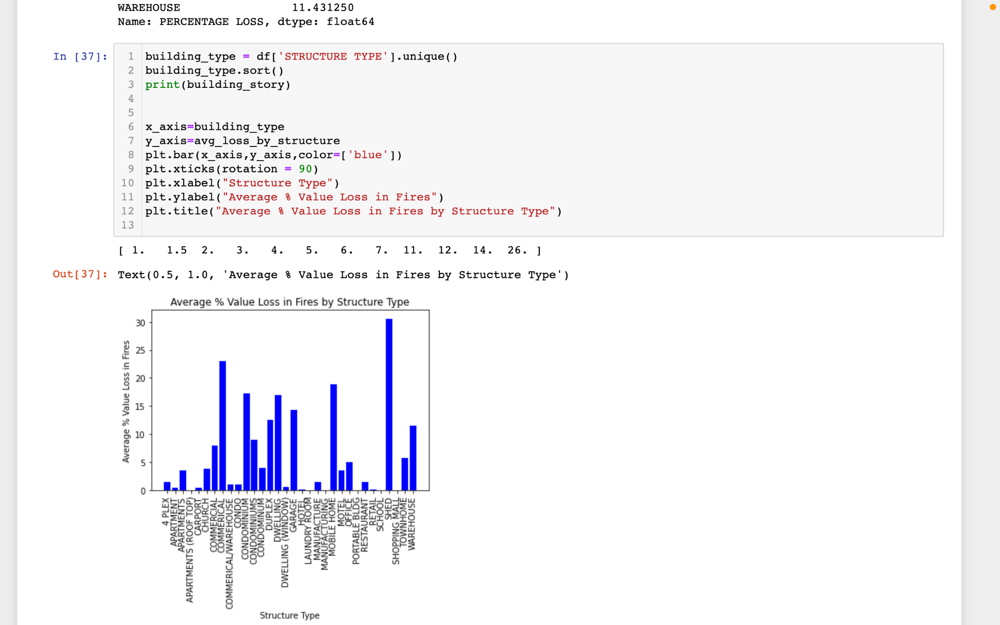 WAREHOUSE 11.431250
Name: PERCENTAGE LOSS, dtype: float64
In [37]:
1 building_type = df['STRUCTURE TYPE'].unique()
2 building_type.sort()
3 print(building_story)
4
5
6 x_axis=building_type
7 y_axis=avg_loss_by_structure
8 plt.bar(x_axis,y_axis,color=['blue'])
9 plt.xticks(rotation = 90)
10 plt.xlabel("Structure Type")
11 plt.ylabel("Average % Value Loss in Fires")
12 plt.title("Average % Value Loss in Fires by Structure Type")
13
[ 1. 1.5 2. 3. 4. 5. 6. 7. 11. 12. 14. 26. ]
Out[37]: Text(0.5, 1.0, 'Average % Value Loss in Fires by Structure Type')
Average % Value Loss in Fires by Structure Type
Average % Value Loss in Fires
30
25
20
15
10
5
0
4 PLEX
APARTMENT
APARTMENTS
APARTMENTS (ROOF TOP)
CARPORT
CHURCH
COMMERCIAL
COMMERICAL
COMMERICAL/WAREHOUSE
CONDO
CONDOMINIUM
CONDOMINIUMS
CONDOMINUM
DUPLEX
DWELLING
DWELLING (WINDOW)
GARAGE
HOTEL
LAUNDRY ROOM
MANUFACTURE
MANUFACTURING
MOBILE HOME
MOTEL
OFFICE
PORTABLE BLDG
RESTAURANT
RETAIL
SCHOOL
SHED
SHOPPING MALL
TOWNHOME
WAREHOUSE
Structure Type